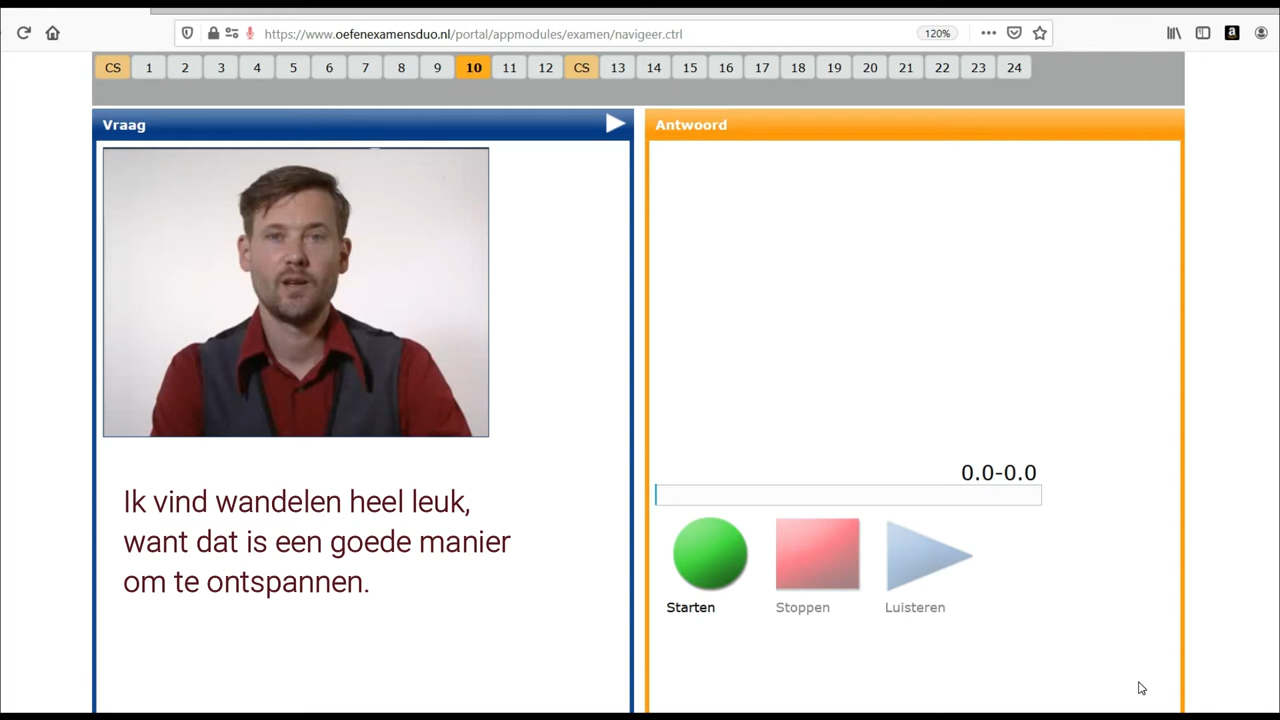 https://www.oefenexamensduo.nl/portal/appmodules/examen/navigeer.ctrl
120%
CS 1 2 3 4 5 6 7 8 9 10 11 12 CS 13 14 15 16 17 18 19 20 21 22 23 24
Vraag
Antwoord
Ik vind wandelen heel leuk,
want dat is een goede manier
om te ontspannen.
0.0-0.0
Starten
Stoppen
Luisteren